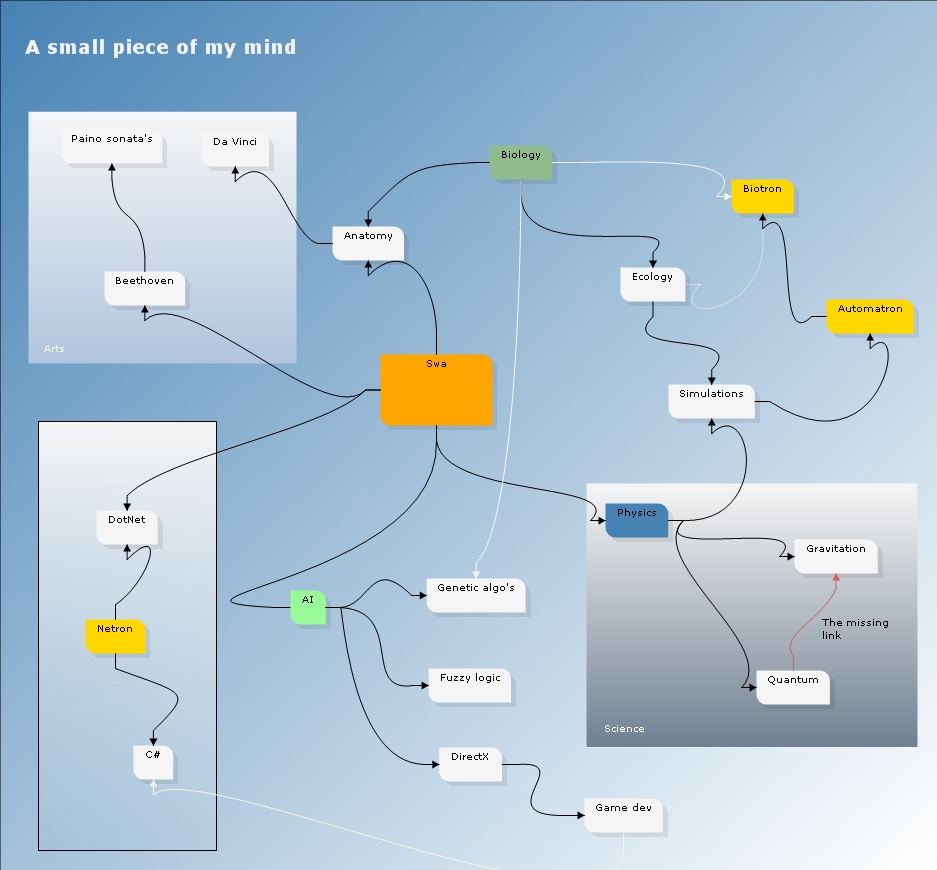 A small piece of my mind
Paino sonata's
Da Vinci
Biology
Biotron
Anatomy
Beethoven
Ecology
Automatron
Arts
Swa
Simulations
DotNet
Physics
Gravitation
Genetic algo's
AI
The missing
link
Netron
Fuzzy logic
Quantum
Science
C#
DirectX
Game dev